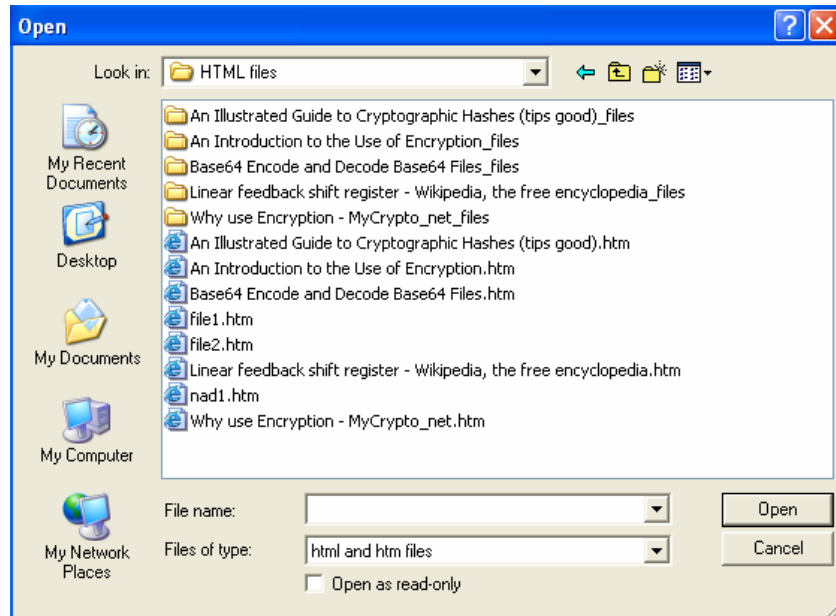 Open
Look in: HTML files
My Recent
Documents
Desktop
My Documents
My Computer
My Network
Places
An Illustrated Guide to Cryptographic Hashes (tips good)_files
An Introduction to the Use of Encryption_files
Base64 Encode and Decode Base64 Files_files
Linear feedback shift register - Wikipedia, the free encyclopedia_files
Why use Encryption - MyCrypto_net_files
An Illustrated Guide to Cryptographic Hashes (tips good).htm
An Introduction to the Use of Encryption.htm
Base64 Encode and Decode Base64 Files.htm
file1.htm
file2.htm
Linear feedback shift register - Wikipedia, the free encyclopedia.htm
nad1.htm
Why use Encryption - MyCrypto_net.htm
File name:
Open
Files of type: html and htm files
Cancel
Open as read-only